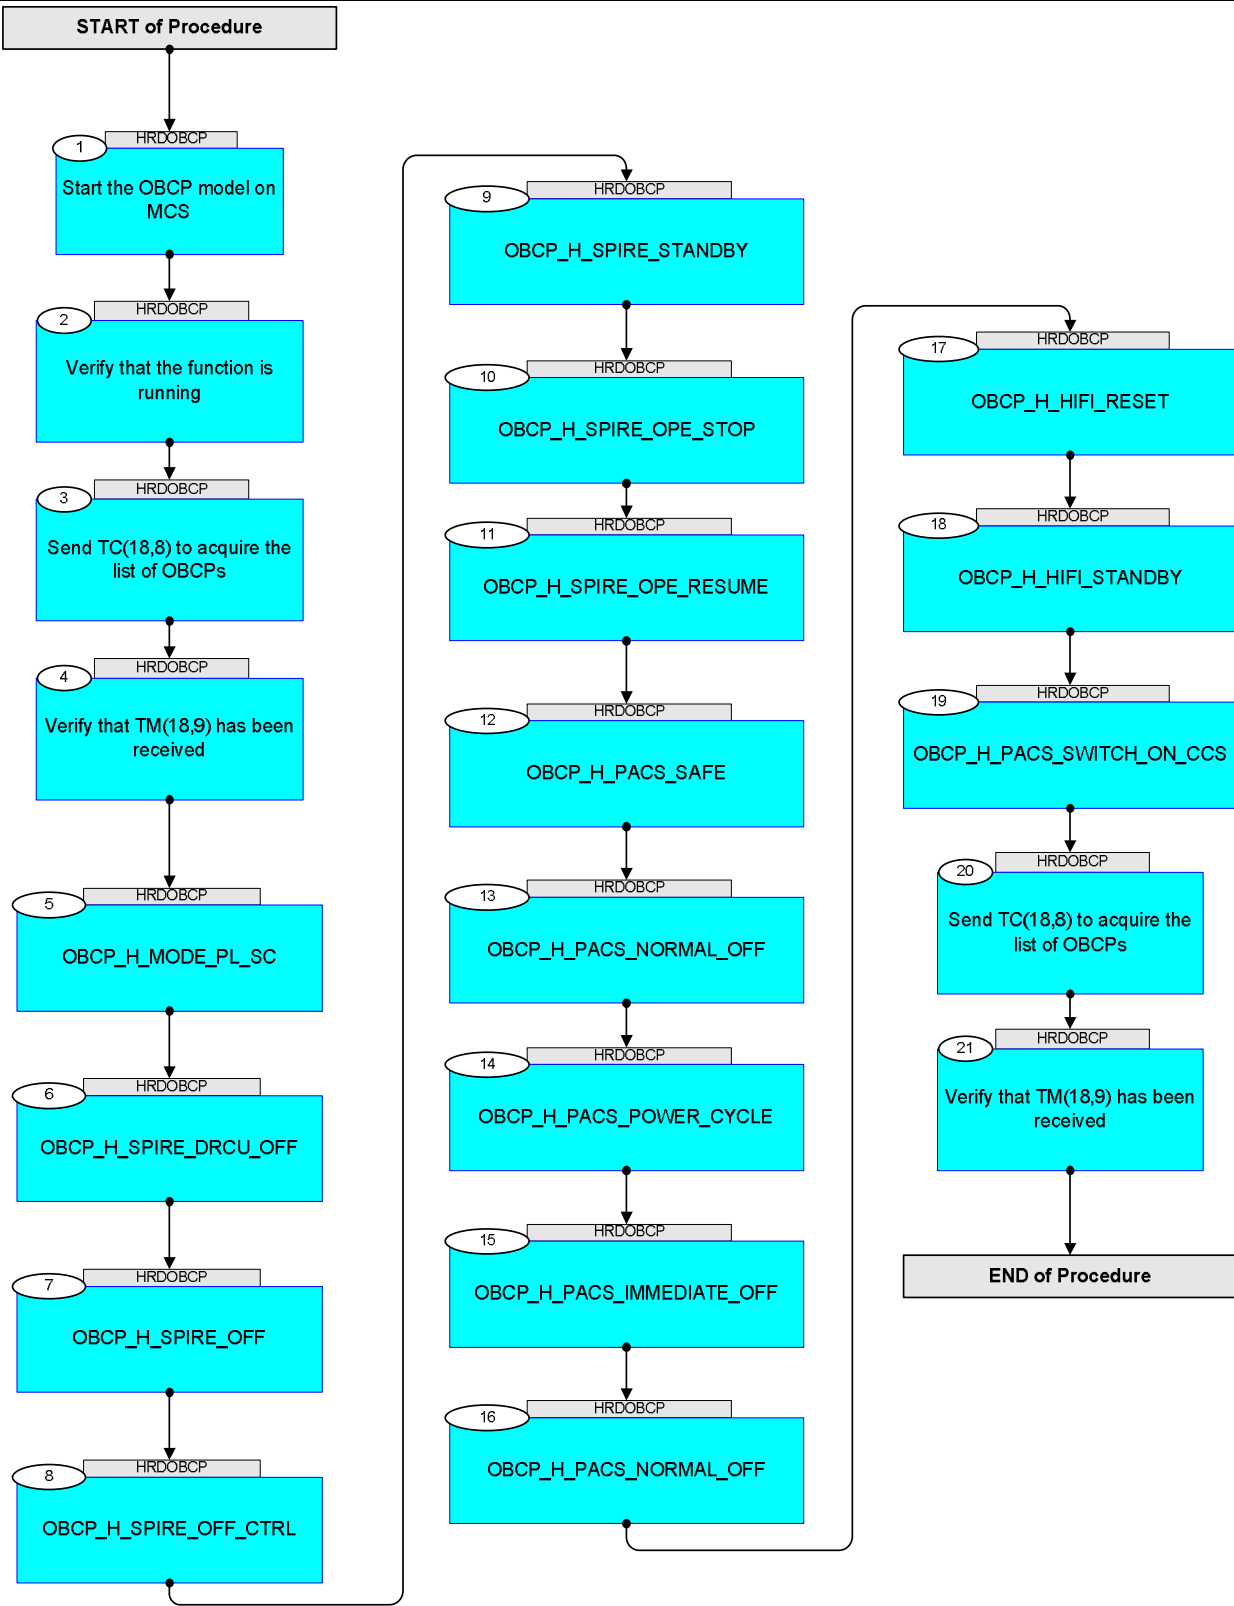 START of Procedure
HRDOBCP
1
Start the OBCP model on
MCS
HRDOBCP
2
Verify that the function is
running
HRDOBCP
3
Send TC(18,8) to acquire the
list of OBCPs
HRDOBCP
4
Verify that TM(18,9) has been
received
HRDOBCP
5
OBCP_H_MODE_PL_SC
HRDOBCP
6
OBCP_H_SPIRE_DRCU_OFF
HRDOBCP
7
OBCP_H_SPIRE_OFF
HRDOBCP
8
OBCP_H_SPIRE_OFF_CTRL
HRDOBCP
9
OBCP_H_SPIRE_STANDBY
HRDOBCP
10
OBCP_H_SPIRE_OPE_STOP
HRDOBCP
11
OBCP_H_SPIRE_OPE_RESUME
HRDOBCP
12
OBCP_H_PACS_SAFE
HRDOBCP
13
OBCP_H_PACS_NORMAL_OFF
HRDOBCP
14
OBCP_H_PACS_POWER_CYCLE
HRDOBCP
15
OBCP_H_PACS_IMMEDIATE_OFF
HRDOBCP
16
OBCP_H_PACS_NORMAL_OFF
HRDOBCP
17
OBCP_H_HIFI_RESET
HRDOBCP
18
OBCP_H_HIFI_STANDBY
HRDOBCP
19
OBCP_H_PACS_SWITCH_ON_CCS
HRDOBCP
20
Send TC(18,8) to acquire the
list of OBCPs
HRDOBCP
21
Verify that TM(18,9) has been
received
END of Procedure